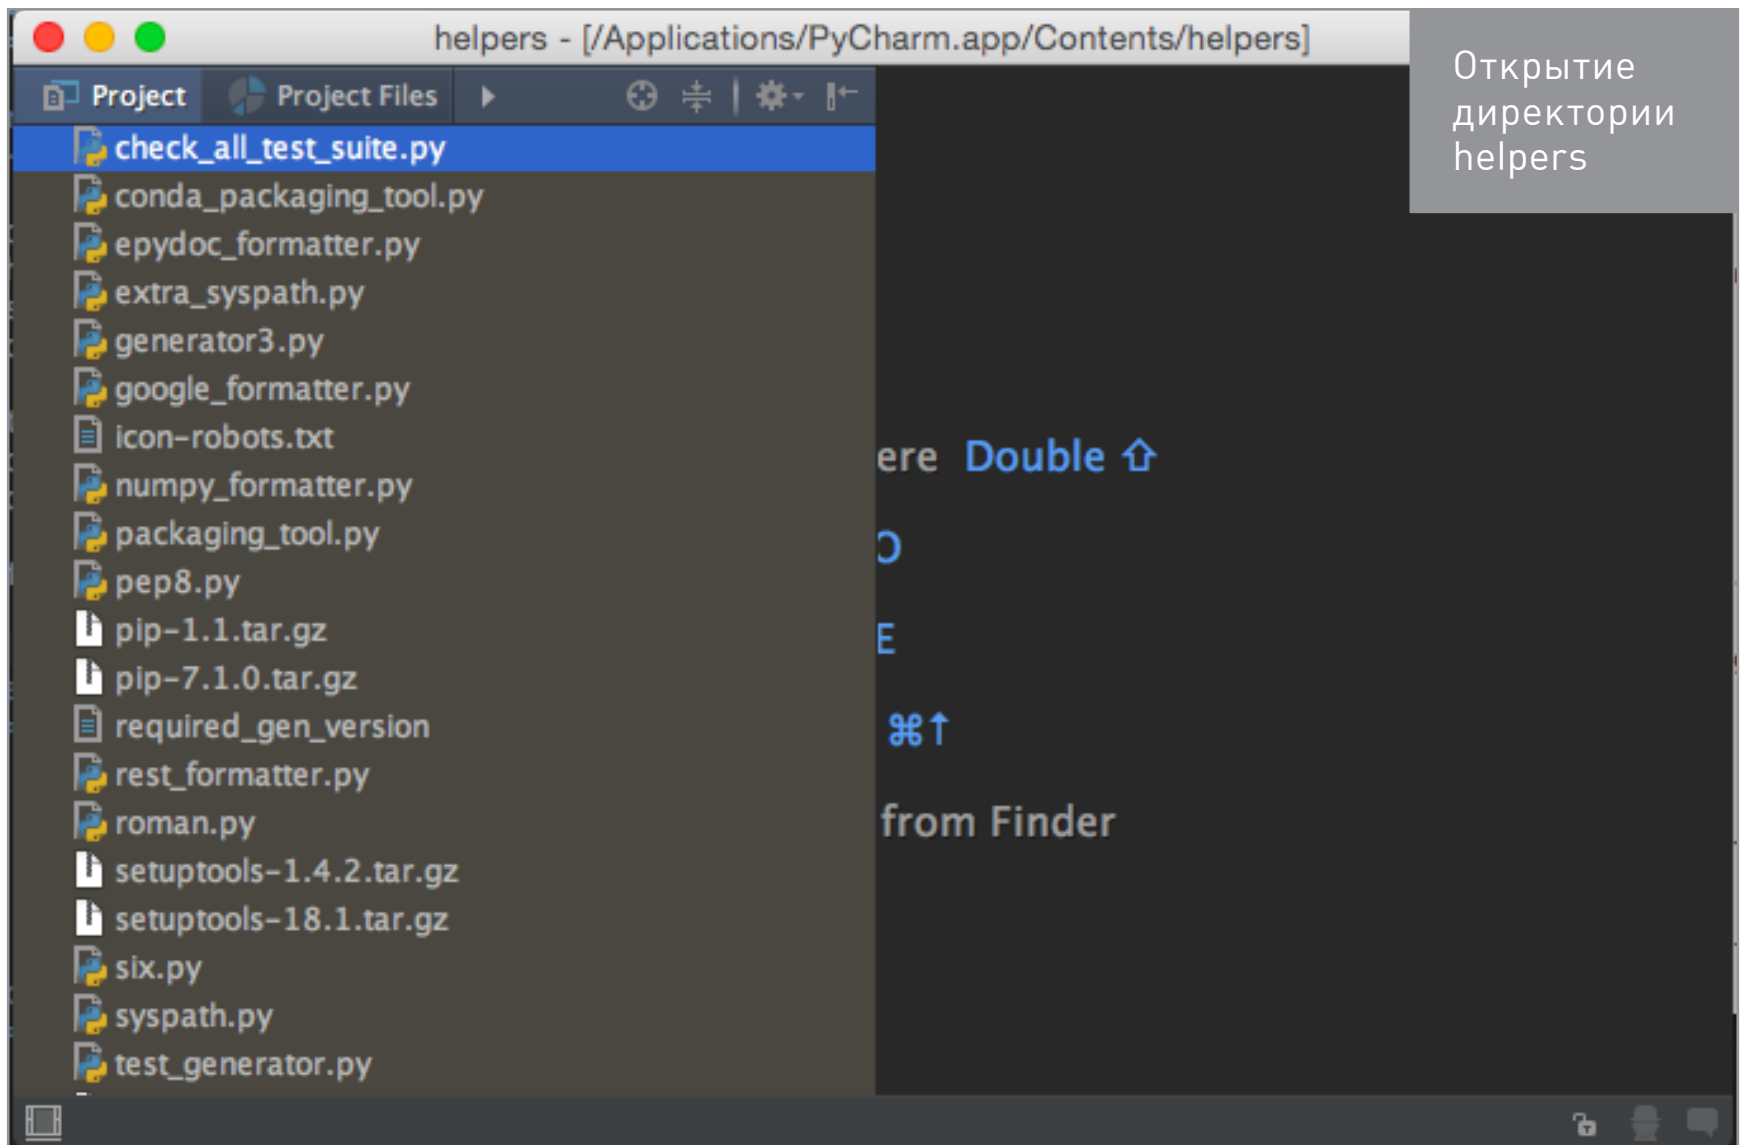 helpers - [/Applications/PyCharm.app/Contents/helpers]
Открытие
директории
helpers
Project
Project Files
check_all_test_suite.py
conda_packaging_tool.py
epydoc_formatter.py
extra_syspath.py
generator3.py
google_formatter.py
icon-robots.txt
numpy_formatter.py
packaging_tool.py
pep8.py
pip-1.1.tar.gz
pip-7.1.0.tar.gz
required_gen_version
rest_formatter.py
roman.py
setuptools-1.4.2.tar.gz
setuptools-18.1.tar.gz
six.py
syspath.py
test_generator.py
ere Double ⇧
O
E
⌘↑
from Finder